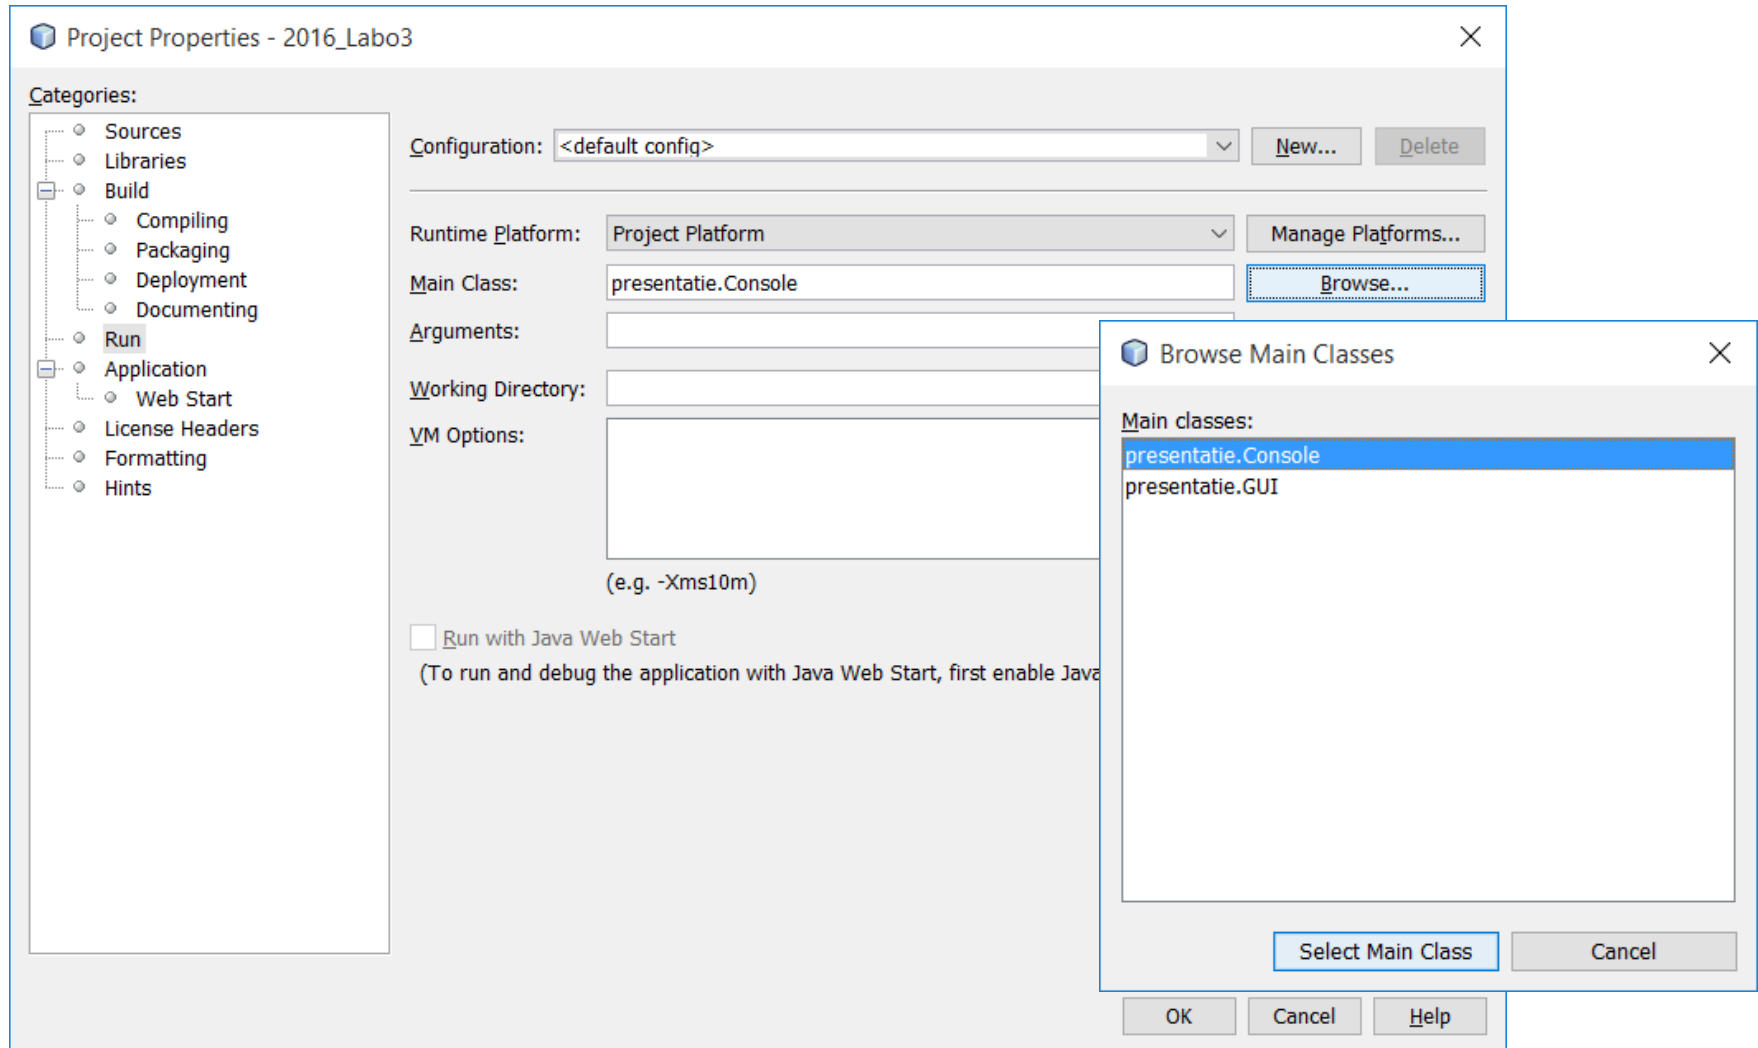 Project Properties - 2016_Labo3
Categories:
Sources
Libraries
Build
Compiling
Packaging
Deployment
Documenting
Run
Application
Web Start
License Headers
Formatting
Hints
Configuration: <default config> New... Delete
Runtime Platform: Project Platform Manage Platforms...
Main Class: presentatie.Console Browse...
Arguments:
Working Directory:
VM Options:
(e.g. -Xms10m)
Run with Java Web Start
(To run and debug the application with Java Web Start, first enable Java
OK Cancel Help
Browse Main Classes
Main classes:
presentatie.Console
presentatie.GUI
Select Main Class Cancel